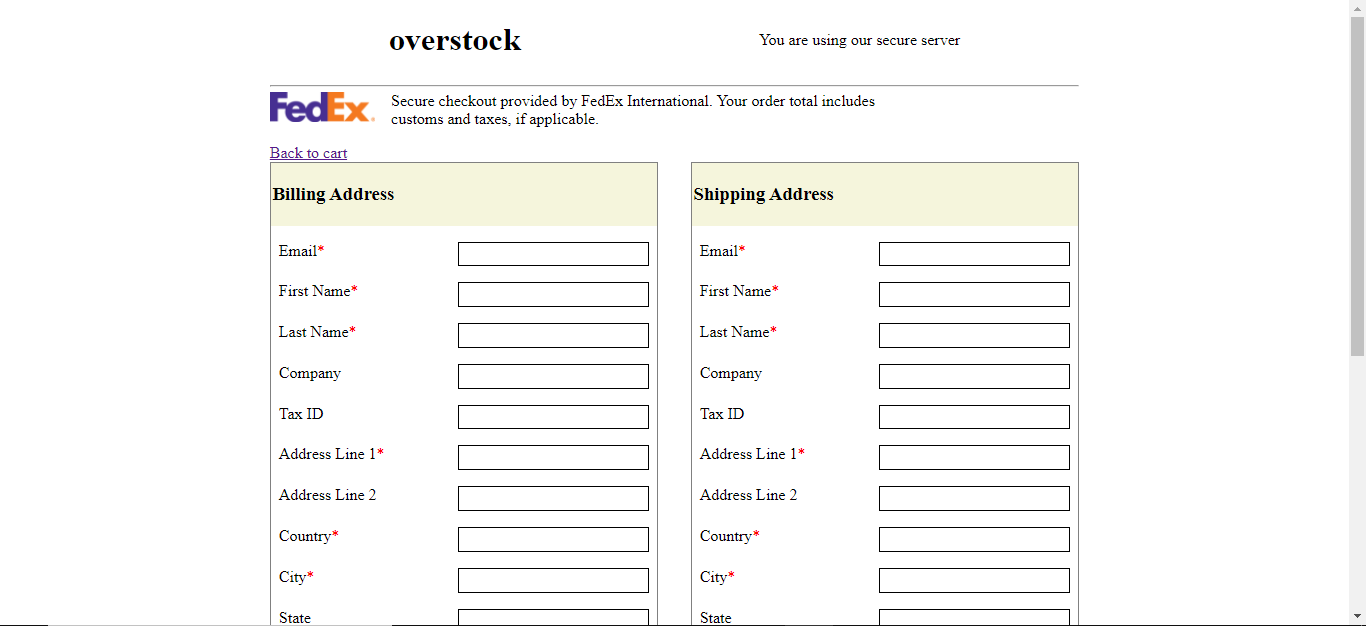 overstock
You are using our secure server
FedEx.
Secure checkout provided by FedEx International. Your order total includes
customs and taxes, if applicable.
Back to cart
Billing Address
Email*
First Name*
Last Name*
Company
Tax ID
Address Line 1*
Address Line 2
Country*
City*
State
Shipping Address
Email*
First Name*
Last Name*
Company
Tax ID
Address Line 1*
Address Line 2
Country*
City*
State